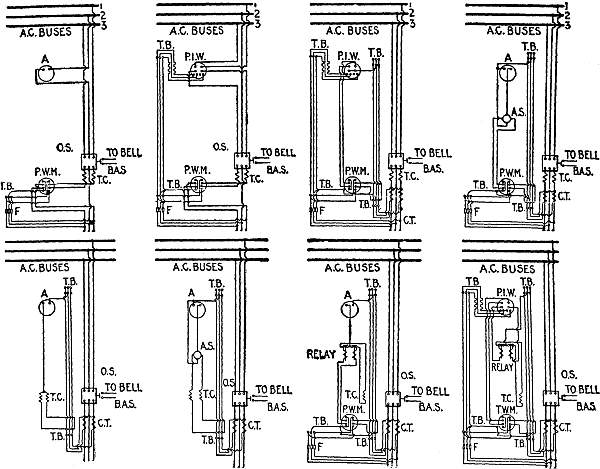 1
2
3
A.C. BUSES
A
O.S.
TO BELL
B.A.S.
T.C.
P.W.M.
T.B.
F
1
2
3
A.C. BUSES
T.B.
P.I.W.
O.S.
TO BELL
B.A.S.
T.C.
P.W.M.
T.B.
F
1
2
3
A.C. BUSES
T.B.
P.I.W.
T.B.
O.S.
TO BELL
B.A.S.
T.C.
P.W.M.
T.B.
T.B.
F
C.T.
1
2
3
A.C. BUSES
T.B.
A
A.S.
O.S.
TO BELL
B.A.S.
T.C.
P.W.M.
T.B.
C.T.
T.B.
F
A.C. BUSES
T.B.
A
O.S.
TO BELL
B.A.S.
T.C.
C.T.
T.B.
A.C. BUSES
T.B.
A
A.S.
O.S.
TO BELL
B.A.S.
T.C.
C.T.
T.B.
A.C. BUSES
T.B.
A
RELAY
O.S.
TO BELL
B.A.S.
T.C.
P.W.M.
T.B.
C.T.
T.B.
F
A.C. BUSES
T.B.
P.I.W.
T.B.
RELAY
O.S.
TO BELL
B.A.S.
T.C.
T.W.M.
T.B.
C.T.
T.B.
F